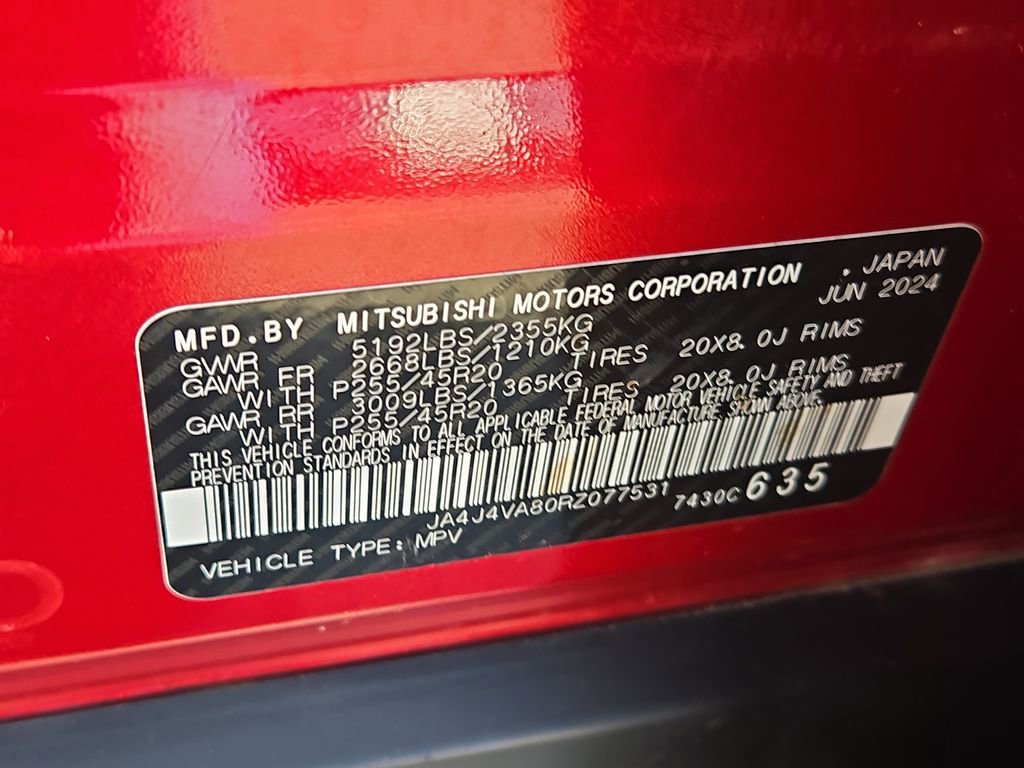 MFD.BY MITSUBISHI MOTORS CORPORATION . JAPAN
JUN 2024
GVWR 5192LBS/2355KG
GAWR FR 2668LBS/1210KG
WITH P255/45R20 TIRES 20X8.0J RIMS
GAWR RR 3009LBS/1365KG
WITH P255/45R20 TIRES 20X8.0J RIMS
THIS VEHICLE CONFORMS TO ALL APPLICABLE FEDERAL MOTOR VEHICLE SAFETY AND THEFT
PREVENTION STANDARDS IN EFFECT ON THE DATE OF MANUFACTURE SHOWN ABOVE.
JA4J4VA80RZ077531 7430C 635
VEHICLE TYPE: MPV